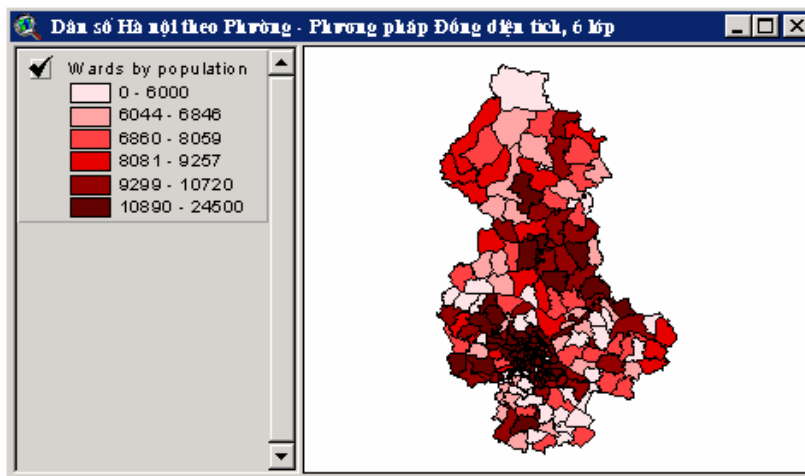 Dân số Hà nội theo Phường - Phương pháp Đồng diện tích, 6 lớp
Wards by population
0 - 6000
6044 - 6846
6860 - 8059
8081 - 9257
9299 - 10720
10890 - 24500